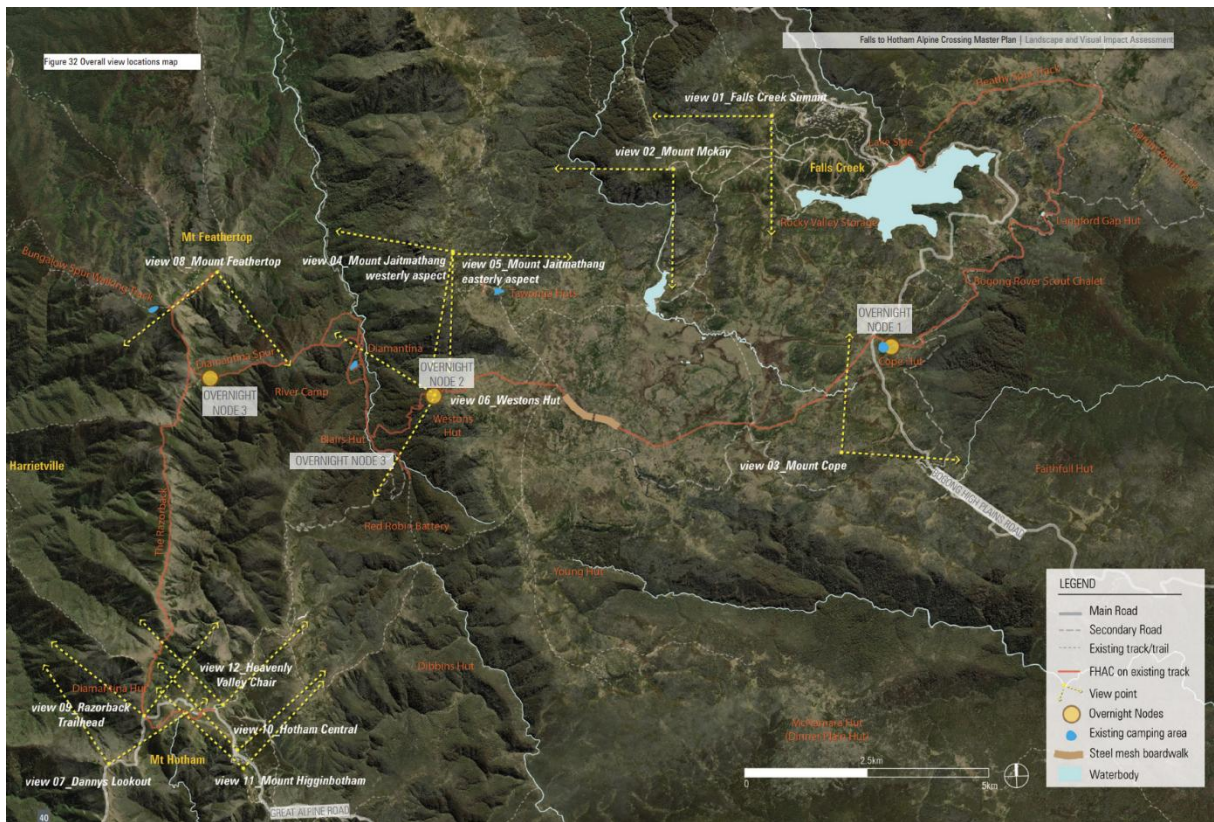 Falls to Hotham Alpine Crossing Master Plan | Landscape and Visual Impact Assessment
Figure 32 Overall view locations map
Heathy Spur Track
view 01_Falls Creek Summit
Lake Side
view 02_Mount Mckay
Falls Creek
Rocky Valley Storage
Langford Gap Hut
Mt Feathertop
view 08_Mount Feathertop
Bungalow Spur Walking Track
view 04_Mount Jaitmathang
westerly aspect
view 05_Mount Jaitmathang
easterly aspect
Bogong Rover Scout Chalet
OVERNIGHT
NODE 1
Cope Hut
Diamantina Spur
Diamantina
River Camp
OVERNIGHT
NODE 3
OVERNIGHT
NODE 2
view 06_Westons Hut
Westons
Hut
Blairs Hut
OVERNIGHT NODE 3
Harrietville
view 03_Mount Cope
Faithfull Hut
BOGONG HIGH PLAINS ROAD
The Razorback
Red Robin Battery
Young Hut
Dibbins Hut
view 12_Heavenly
Valley Chair
Diamantina Hut
view 09_Razorback
Trailhead
view 10_Hotham Central
Mt Hotham
view 07_Dannys Lookout
view 11_Mount Higginbotham
GREAT ALPINE ROAD
LEGEND
Main Road
Secondary Road
Existing track/trail
FHAC on existing track
View point
Overnight Nodes
Existing camping area
Steel mesh boardwalk
Waterbody
0
2.5km
5km
40